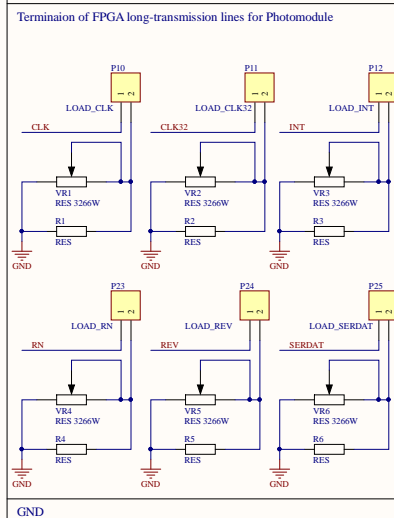 Terminaion of FPGA long-transmission lines for Photomodule
P10 P11 P12
1 2 1 2 1 2
LOAD_CLK LOAD_CLK32 LOAD_INT
CLK CLK32 INT
VR1 VR2 VR3
RES 3266W RES 3266W RES 3266W
R1 R2 R3
RES RES RES
GND GND GND
P23 P24 P25
1 2 1 2 1 2
LOAD_RN LOAD_REV LOAD_SERDAT
RN REV SERDAT
VR4 VR5 VR6
RES 3266W RES 3266W RES 3266W
R4 R5 R6
RES RES RES
GND GND GND
GND